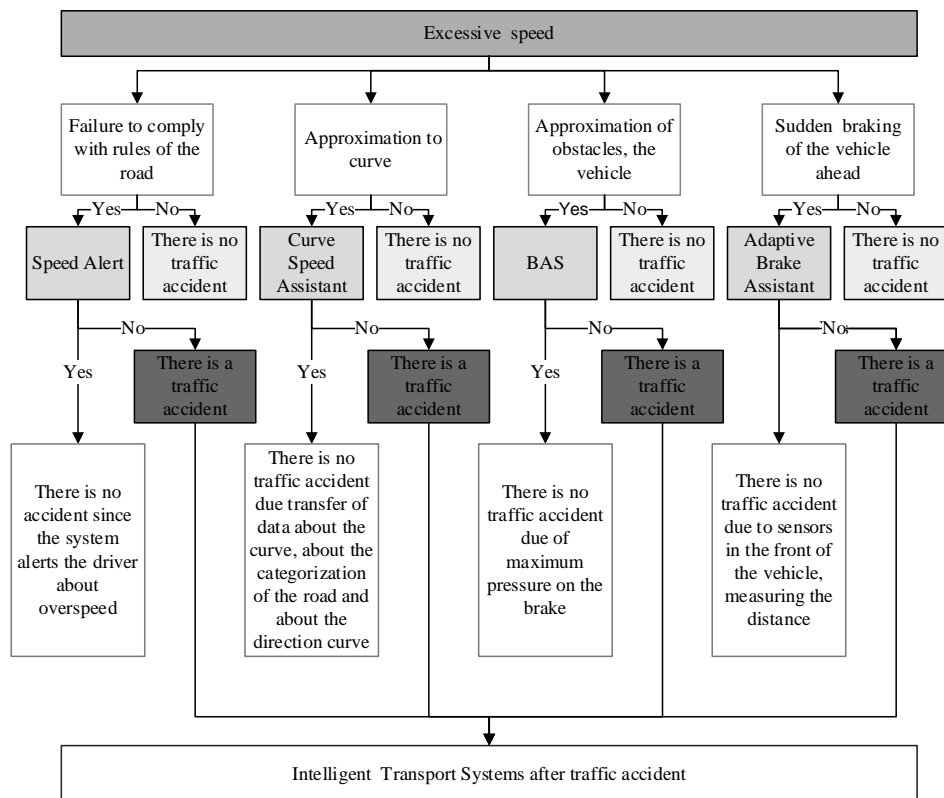 Excessive speed
Failure to comply
with rules of the
road
Approximation to
curve
Approximation of
obstacles, the
vehicle
Sudden braking
of the vehicle
ahead
Yes
No
Yes
No
Yes
No
Yes
No
Speed Alert
There is no
traffic
accident
Curve
Speed
Assistant
There is no
traffic
accident
BAS
There is no
traffic
accident
Adaptive
Brake
Assistant
There is no
traffic
accident
No
No
No
No
Yes
There is a
traffic
accident
Yes
There is a
traffic
accident
Yes
There is a
traffic
accident
Yes
There is a
traffic
accident
There is no
accident since
the system
alerts the driver
about
overspeed
There is no
traffic accident
due transfer of
data about the
curve, about the
categorization
of the road and
about the
direction curve
There is no
traffic accident
due of
maximum
pressure on the
brake
There is no
traffic accident
due to sensors
in the front of
the vehicle,
measuring the
distance
Intelligent Transport Systems after traffic accident